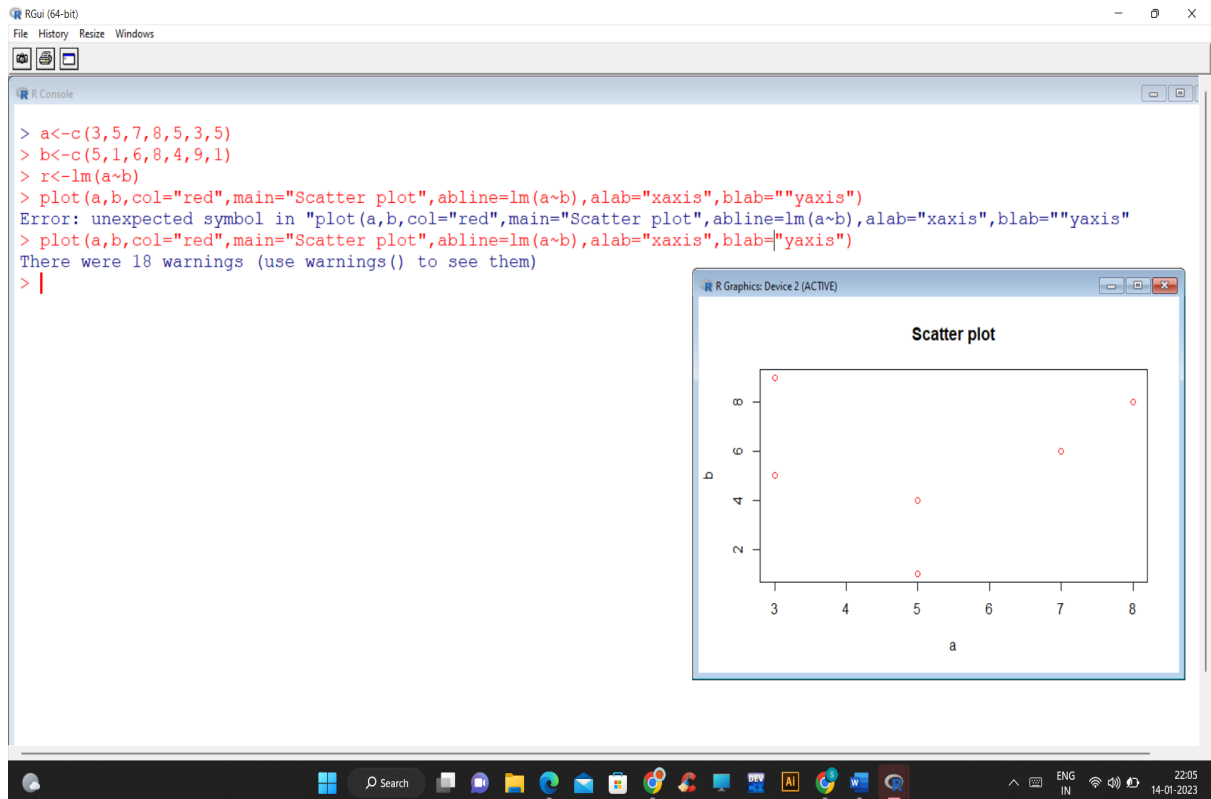 RGui (64-bit)
File History Resize Windows
R Console
> a<-c(3,5,7,8,5,3,5)
> b<-c(5,1,6,8,4,9,1)
> r<-lm(a~b)
> plot(a,b,col="red",main="Scatter plot",abline=lm(a~b),alab="xaxis",blab=""yaxis")
Error: unexpected symbol in "plot(a,b,col="red",main="Scatter plot",abline=lm(a~b),alab="xaxis",blab=""yaxis"
> plot(a,b,col="red",main="Scatter plot",abline=lm(a~b),alab="xaxis",blab="yaxis")
There were 18 warnings (use warnings() to see them)
>
R Graphics: Device 2 (ACTIVE)
Scatter plot
8
6
4
2
b
3 4 5 6 7 8
a
Search
DEV
Ai
S
W
ENG
IN
22:05
14-01-2023